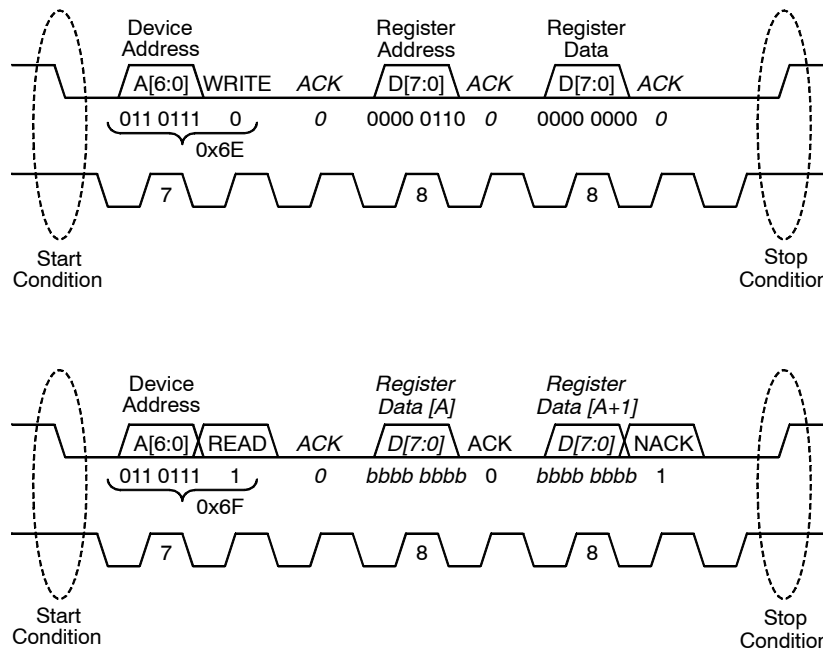 Device Register Register
Address Address Data
A[6:0] WRITE ACK D[7:0] ACK D[7:0] ACK
011 0111 0 0 0000 0110 0 0000 0000 0
0x6E
7 8 8
Start Stop
Condition Condition
Device Register Register
Address Data [A] Data [A+1]
A[6:0] READ ACK D[7:0] ACK D[7:0] NACK
011 0111 1 0 bbbb bbbb 0 bbbb bbbb 1
0x6F
7 8 8
Start Stop
Condition Condition